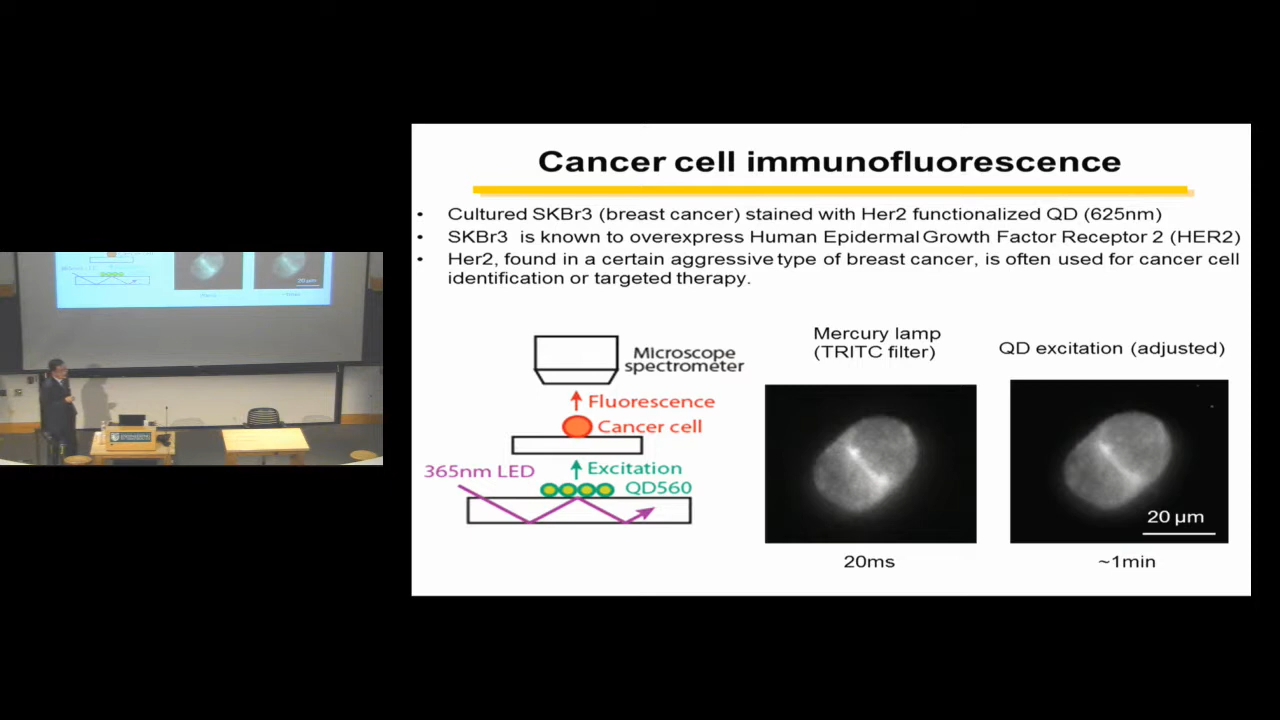 Cancer cell immunofluorescence
• Cultured SKBr3 (breast cancer) stained with Her2 functionalized QD (625nm)
• SKBr3 is known to overexpress Human Epidermal Growth Factor Receptor 2 (HER2)
• Her2, found in a certain aggressive type of breast cancer, is often used for cancer cell
identification or targeted therapy.
Microscope
spectrometer
Fluorescence
Cancer cell
365nm LED
Excitation
QD560
Mercury lamp
(TRITC filter)
20ms
QD excitation (adjusted)
20 µm
~1min